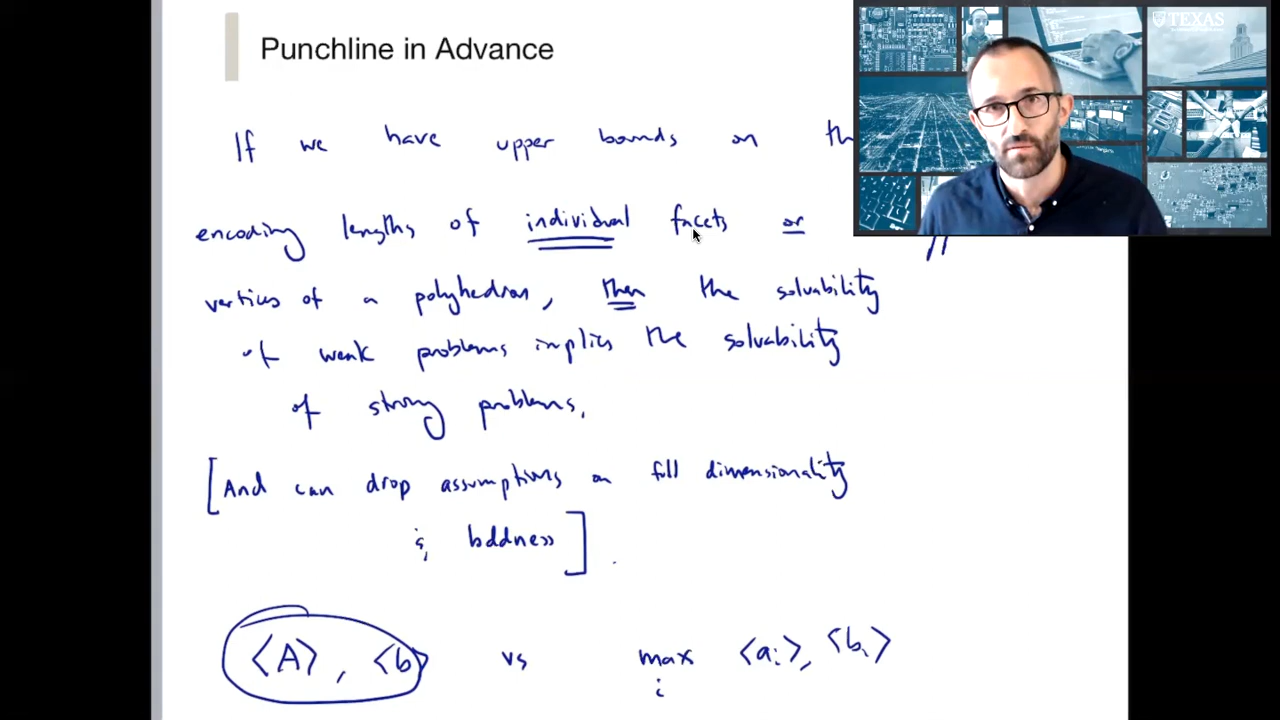 Punchline in Advance
TEXAS
If we have upper bounds on th
encoding lengths of individual facets or
vertices of a polyhedron, then the solvability
of weak problems implies the solvability
of strong problems.
[And can drop assumptions on full dimensionality
& bddness].
⟨A⟩, ⟨b⟩ vs max ⟨aᵢ⟩, ⟨bᵢ⟩
i